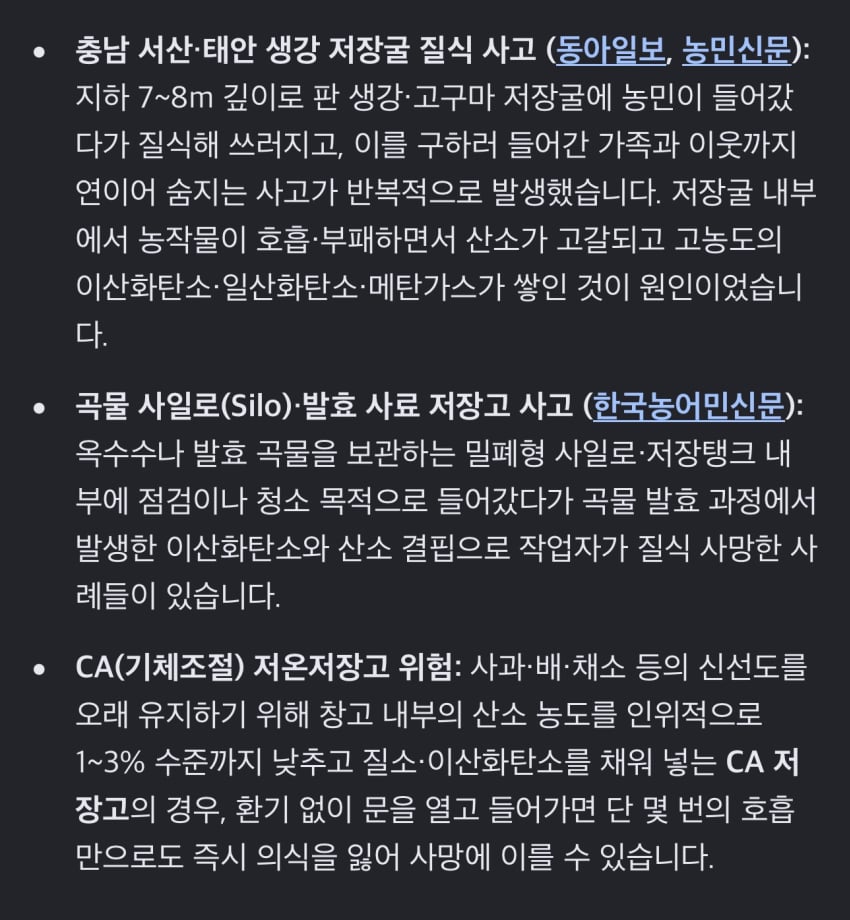 • 충남 서산·태안 생강 저장굴 질식 사고 (동아일보, 농민신문):
지하 7~8m 깊이로 판 생강·고구마 저장굴에 농민이 들어갔
다가 질식해 쓰러지고, 이를 구하러 들어간 가족과 이웃까지
연이어 숨지는 사고가 반복적으로 발생했습니다. 저장굴 내부
에서 농작물이 호흡·부패하면서 산소가 고갈되고 고농도의
이산화탄소·일산화탄소·메탄가스가 쌓인 것이 원인이었습니
다.
• 곡물 사일로(Silo)·발효 사료 저장고 사고 (한국농어민신문):
옥수수나 발효 곡물을 보관하는 밀폐형 사일로·저장탱크 내
부에 점검이나 청소 목적으로 들어갔다가 곡물 발효 과정에서
발생한 이산화탄소와 산소 결핍으로 작업자가 질식 사망한 사
례들이 있습니다.
• CA(기체조절) 저온저장고 위험: 사과·배·채소 등의 신선도를
오래 유지하기 위해 창고 내부의 산소 농도를 인위적으로
1~3% 수준까지 낮추고 질소·이산화탄소를 채워 넣는 CA 저
장고의 경우, 환기 없이 문을 열고 들어가면 단 몇 번의 호흡
만으로도 즉시 의식을 잃어 사망에 이를 수 있습니다.